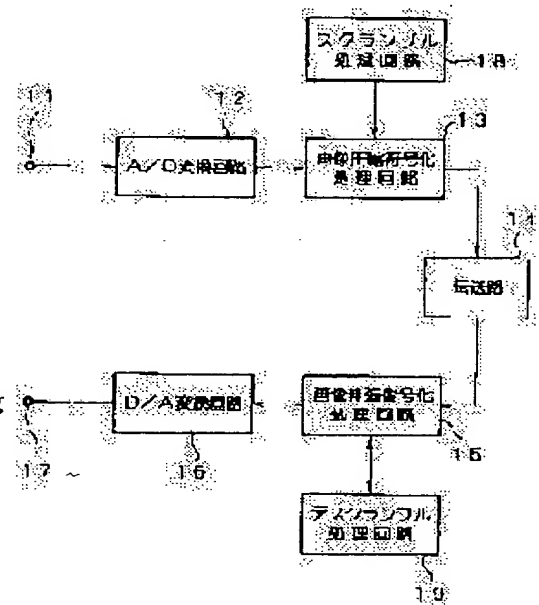 スクランブル
処理回路
18
11
12
13
A/D変換回路
画像圧縮符号化
処理回路
14
伝送路
D/A変換回路
画像伸張復号化
処理回路
15
17
16
デスクランブル
処理回路
19